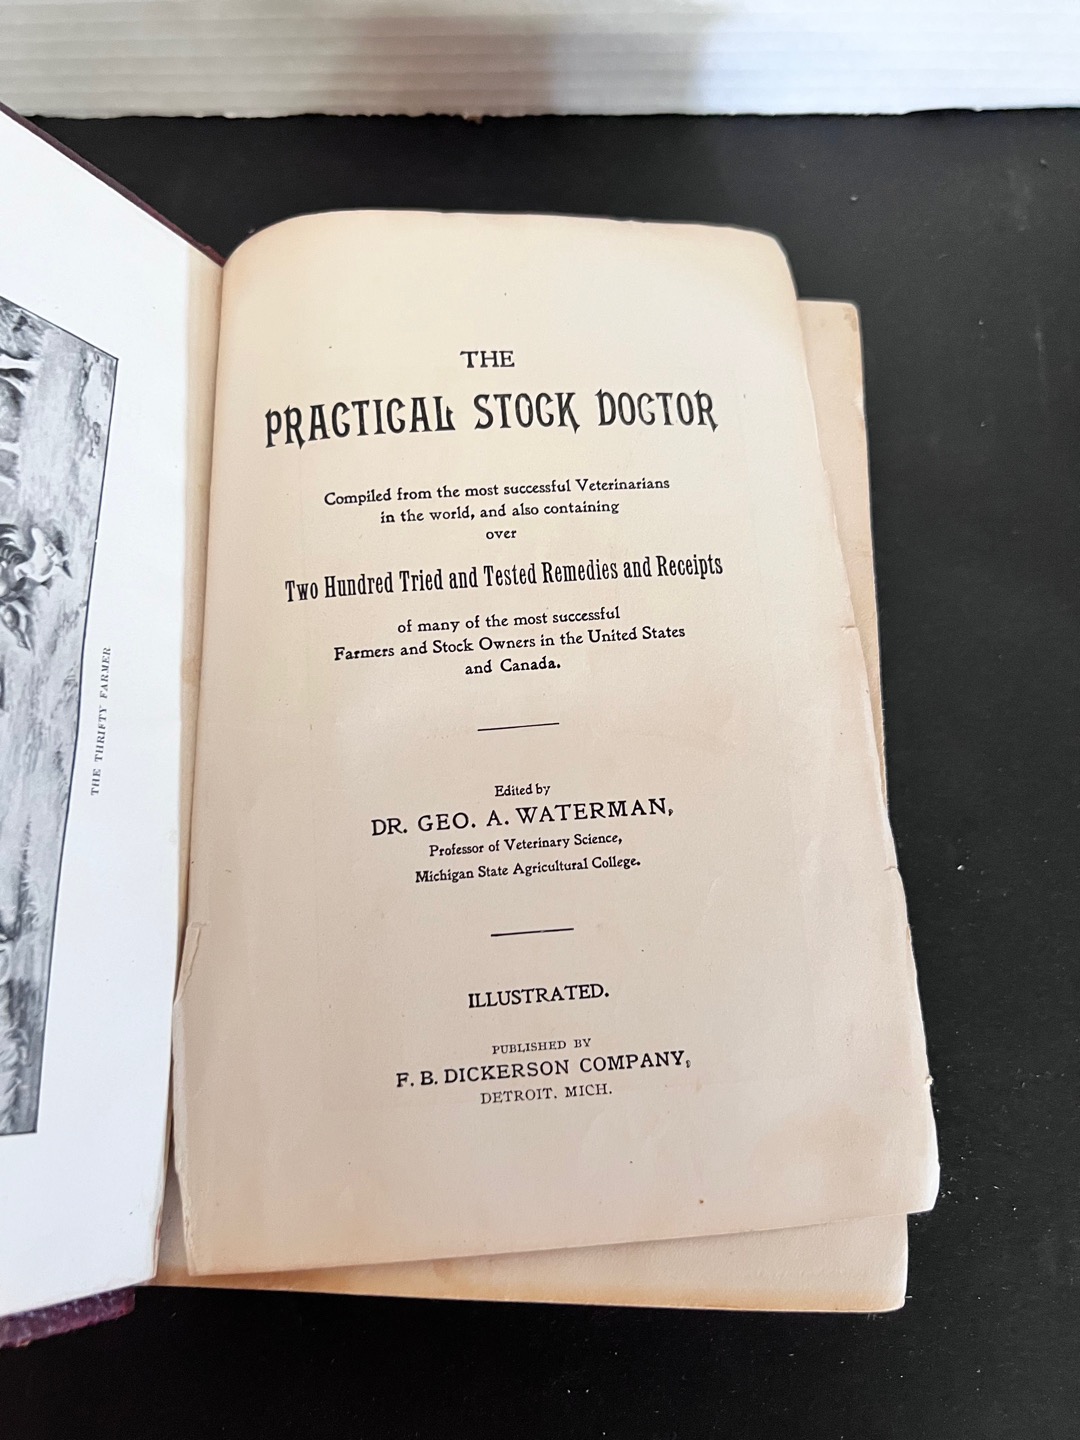 THE THRIFTY FARMER
THE
PRACTICAL STOCK DOCTOR
Compiled from the most successful Veterinarians
in the world, and also containing
over
Two Hundred Tried and Tested Remedies and Receipts
of many of the most successful
Farmers and Stock Owners in the United States
and Canada.
Edited by
DR. GEO. A. WATERMAN,
Professor of Veterinary Science,
Michigan State Agricultural College.
ILLUSTRATED.
PUBLISHED BY
F. B. DICKERSON COMPANY,
DETROIT, MICH.